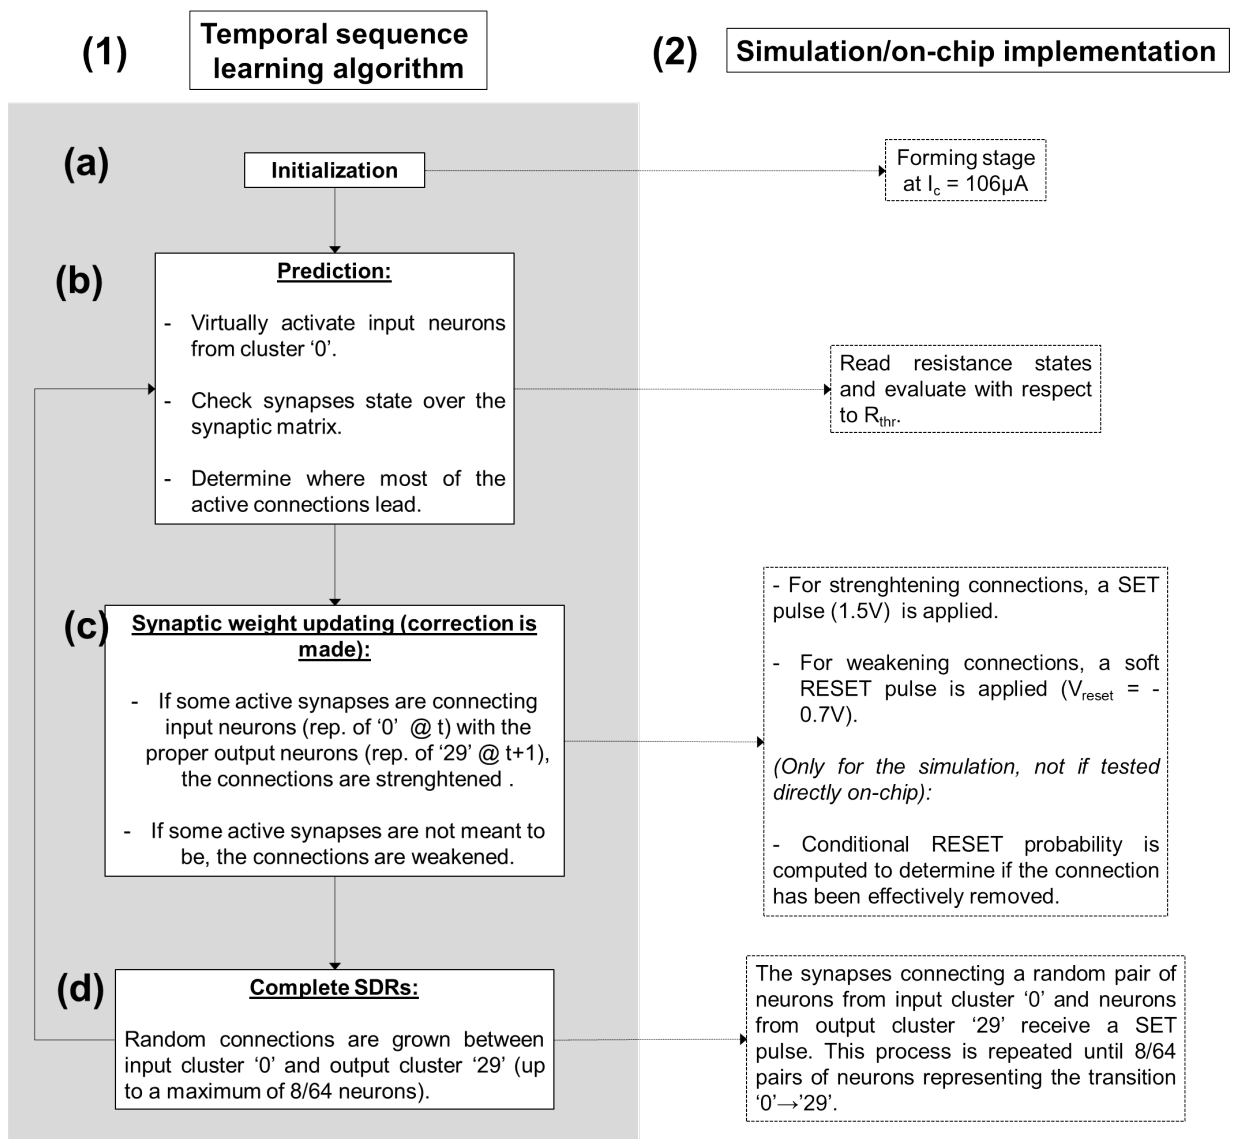 (1)
Temporal sequence
learning algorithm
(2)
Simulation/on-chip implementation
(a)
Initialization
Forming stage
at Ic = 106µA
(b)
Prediction:
- Virtually activate input neurons
from cluster ‘0’.
- Check synapses state over the
synaptic matrix.
- Determine where most of the
active connections lead.
Read resistance states
and evaluate with respect
to Rthr.
(c)
Synaptic weight updating (correction is
made):
- If some active synapses are connecting
input neurons (rep. of ‘0’ @ t) with the
proper output neurons (rep. of ‘29’ @ t+1),
the connections are strenghtened .
- If some active synapses are not meant to
be, the connections are weakened.
- For strenghtening connections, a SET
pulse (1.5V) is applied.
- For weakening connections, a soft
RESET pulse is applied (Vreset = -
0.7V).
(Only for the simulation, not if tested
directly on-chip):
- Conditional RESET probability is
computed to determine if the connection
has been effectively removed.
(d)
Complete SDRs:
Random connections are grown between
input cluster ‘0’ and output cluster ‘29’ (up
to a maximum of 8/64 neurons).
The synapses connecting a random pair of
neurons from input cluster ‘0’ and neurons
from output cluster ‘29’ receive a SET
pulse. This process is repeated until 8/64
pairs of neurons representing the transition
‘0’→’29’.